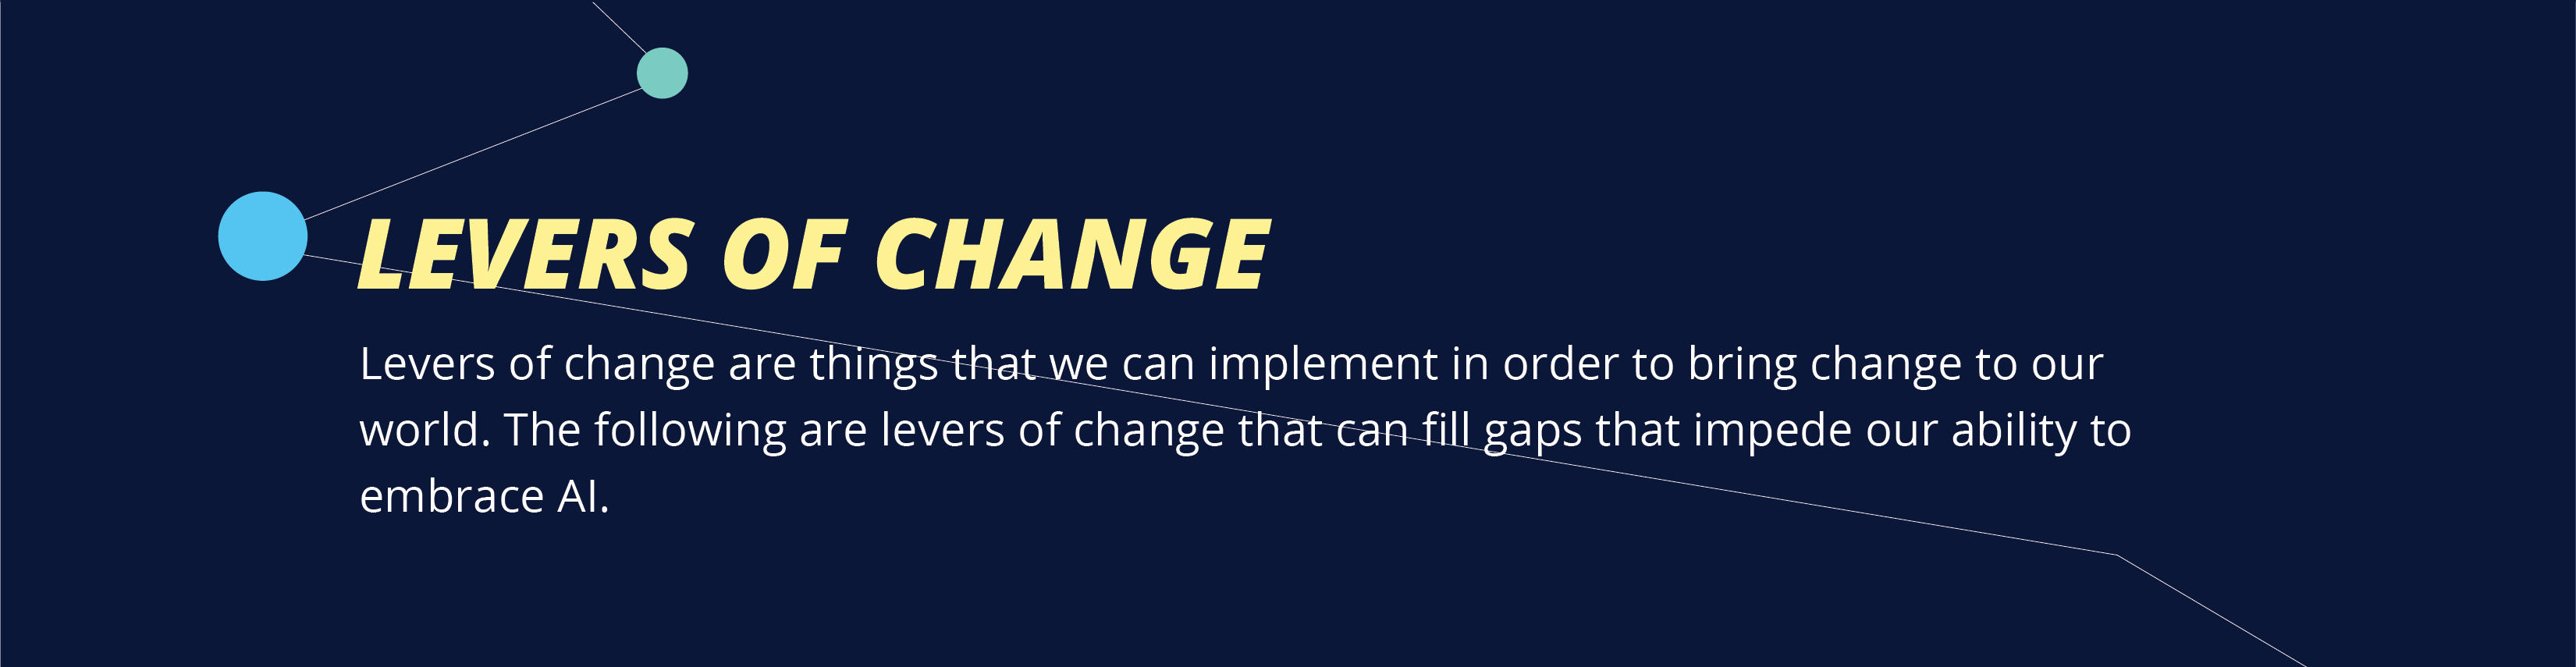 LEVERS OF CHANGE
Levers of change are things that we can implement in order to bring change to our
world. The following are levers of change that can fill gaps that impede our ability to
embrace AI.